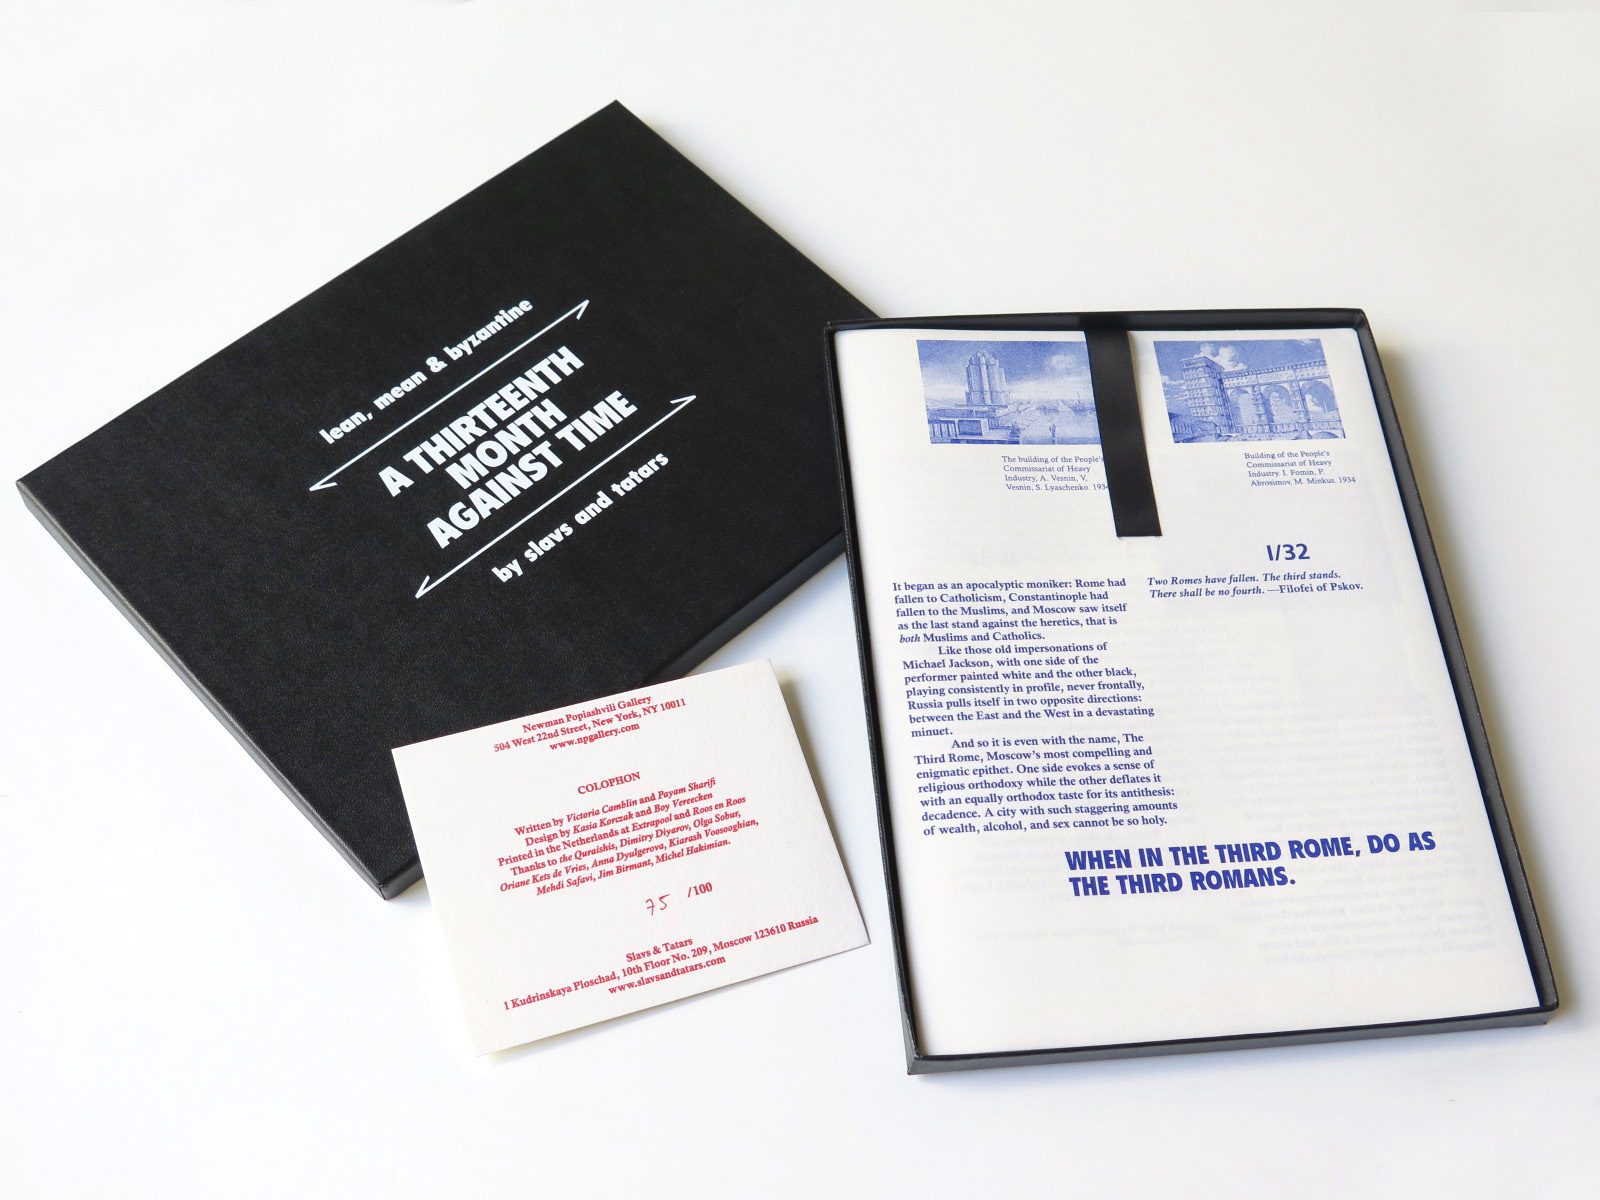 lean, mean & byzantine
A THIRTEENTH
MONTH
AGAINST TIME
by slavs and tatars
Newman Popiashvili Gallery
504 West 22nd Street, New York, NY 10011
www.npgallery.com
COLOPHON
Written by Victoria Camblin and Payam Sharifi
Design by Kasia Korczak and Boy Vereecken
Printed in the Netherlands at Extrapool and Roos en Roos
Thanks to the Quraishis, Dimitry Diyarov, Olga Sobur,
Oriane Kets de Vries, Anna Dyulgerova, Kiarash Voosooghian,
Mehdi Safavi, Jim Birmant, Michel Hakimian.
75 /100
Slavs & Tatars
1 Kudrinskaya Ploschad, 10th Floor No. 209, Moscow 123610 Russia
www.slavsandtatars.com
The building of the People's
Commissariat of Heavy
Industry, A. Vesnin, V,
Vesnin, S. Lyaschenko. 1934
Building of the People's
Commissariat of Heavy
Industry. I. Fomin, P.
Abrosimov, M. Minkus. 1934
I/32
Two Romes have fallen. The third stands.
There shall be no fourth. —Filofei of Pskov.
It began as an apocalyptic moniker: Rome had
fallen to Catholicism, Constantinople had
fallen to the Muslims, and Moscow saw itself
as the last stand against the heretics, that is
both Muslims and Catholics.
Like those old impersonations of
Michael Jackson, with one side of the
performer painted white and the other black,
playing consistently in profile, never frontally,
Russia pulls itself in two opposite directions:
between the East and the West in a devastating
minuet.
And so it is even with the name, The
Third Rome, Moscow's most compelling and
enigmatic epithet. One side evokes a sense of
religious orthodoxy while the other deflates it
with an equally orthodox taste for its antithesis:
decadence. A city with such staggering amounts
of wealth, alcohol, and sex cannot be so holy.
WHEN IN THE THIRD ROME, DO AS
THE THIRD ROMANS.